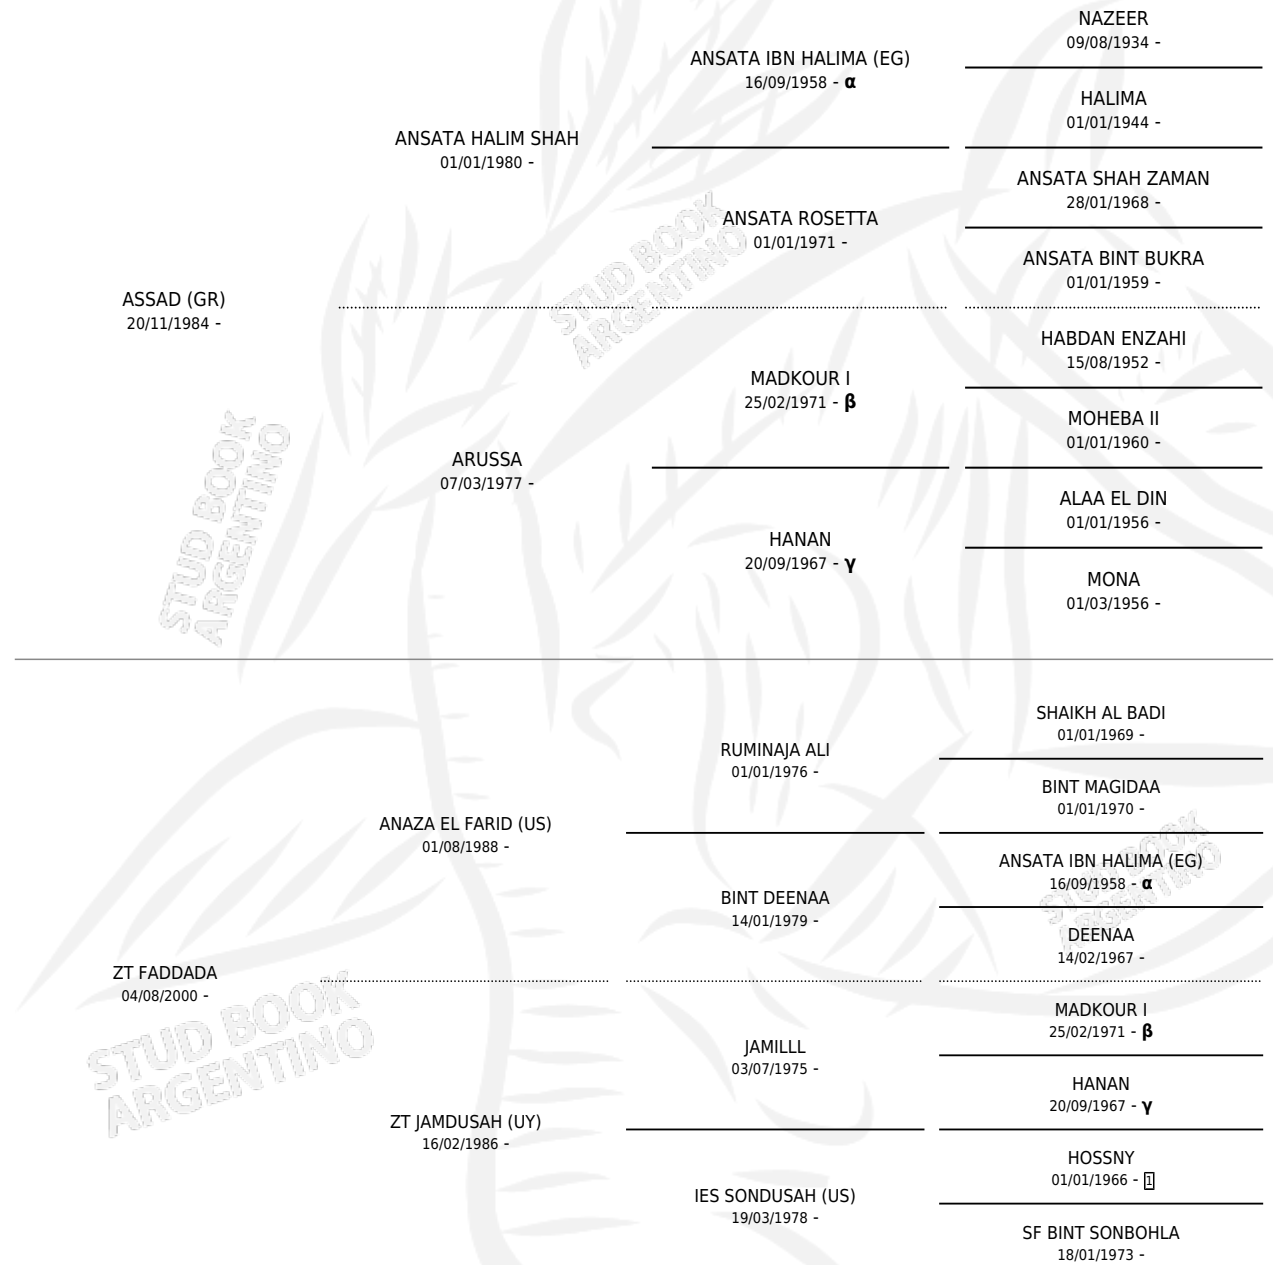 NAZEER
09/08/1934 -
ANSATA IBN HALIMA (EG)
16/09/1958 - α
HALIMA
01/01/1944 -
ANSATA HALIM SHAH
01/01/1980 -
ANSATA SHAH ZAMAN
28/01/1968 -
ANSATA ROSETTA
01/01/1971 -
ANSATA BINT BUKRA
01/01/1959 -
ASSAD (GR)
20/11/1984 -
HABDAN ENZAHI
15/08/1952 -
MADKOUR I
25/02/1971 - β
MOHEBA II
01/01/1960 -
ARUSSA
07/03/1977 -
ALAA EL DIN
01/01/1956 -
HANAN
20/09/1967 - γ
MONA
01/03/1956 -
SHAIKH AL BADI
01/01/1969 -
RUMINAJA ALI
01/01/1976 -
BINT MAGIDAA
01/01/1970 -
ANAZA EL FARID (US)
01/08/1988 -
ANSATA IBN HALIMA (EG)
16/09/1958 - α
BINT DEENAA
14/01/1979 -
DEENAA
14/02/1967 -
ZT FADDADA
04/08/2000 -
MADKOUR I
25/02/1971 - β
JAMILLL
03/07/1975 -
HANAN
20/09/1967 - γ
ZT JAMDUSAH (UY)
16/02/1986 -
HOSSNY
01/01/1966 - 1
IES SONDUSAH (US)
19/03/1978 -
SF BINT SONBOHLA
18/01/1973 -
STUD BOOK
ARGENTINO
STUD BOOK
ARGENTINO
STUD BOOK
ARGENTINO
STUD BOOK
ARGENTINO